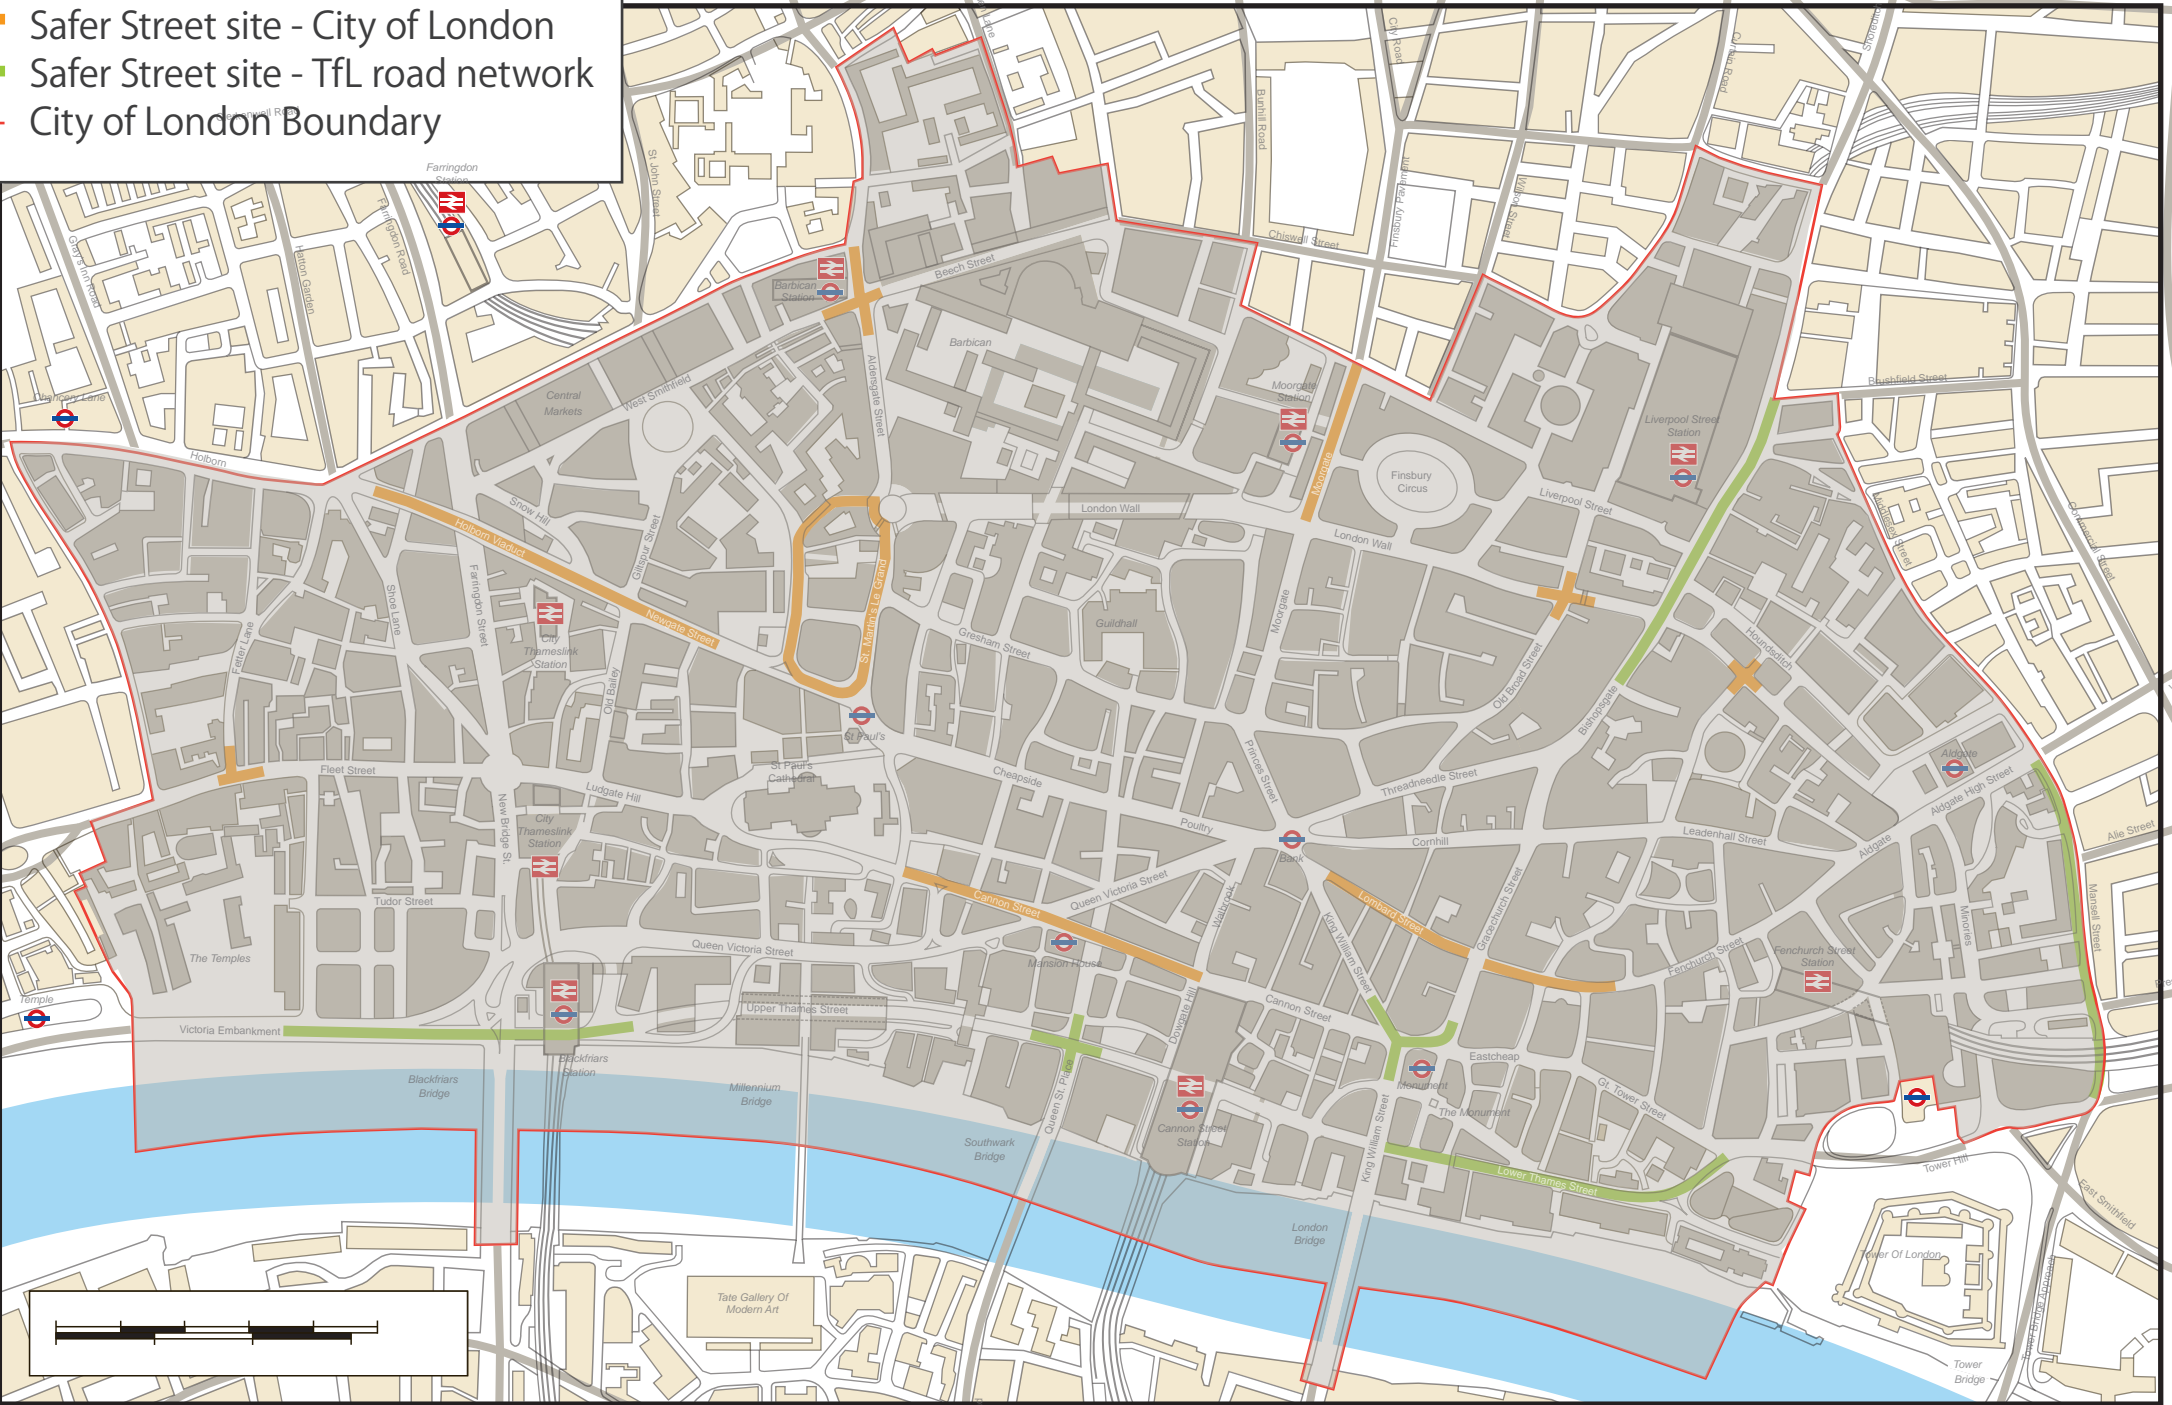 Safer Street site - City of London
Safer Street site - TfL road network
City of London Boundary
Farringdon
Station
St John Street
Bunhill Road
City Road
Finsbury Pavement
Wilson Street
Curtain Road
Chiswell Street
Gray's Inn Road
Hatton Garden
Farringdon Road
Chancery Lane
Holborn
Barbican
Station
Beech Street
Barbican
Aldersgate Street
Central
Markets
West Smithfield
Moorgate
Station
Moorgate
Finsbury
Circus
Liverpool Street
Station
Liverpool Street
Brushfield Street
Middlesex Street
Commercial Street
Holborn Viaduct
Snow Hill
Giltspur Street
Newgate Street
London Wall
London Wall
Shoe Lane
Farringdon Street
Fetter Lane
City
Thameslink
Station
Old Bailey
St. Martin's Le Grand
Gresham Street
Guildhall
Moorgate
Old Broad Street
Bishopsgate
Houndsditch
St Paul's
St Paul's
Cathedral
Cheapside
Princes Street
Threadneedle Street
Fleet Street
Ludgate Hill
New Bridge St.
City
Thameslink
Station
Poultry
Bank
Cornhill
Leadenhall Street
Aldgate
Aldgate
Aldgate High Street
Alie Street
Mansell Street
Minories
Tudor Street
The Temples
Cannon Street
Queen Victoria Street
Queen Victoria Street
Mansion House
Walbrook
King William Street
Lombard Street
Gracechurch Street
Fenchurch Street
Fenchurch Street
Station
Temple
Victoria Embankment
Upper Thames Street
Blackfriars
Station
Blackfriars
Bridge
Millennium
Bridge
Queen St. Place
Dowgate Hill
Cannon Street
Eastcheap
Monument
The Monument
Gt. Tower Street
Cannon Street
Station
Southwark
Bridge
King William Street
Lower Thames Street
London
Bridge
Tower Hill
East Smithfield
Tower Of London
Tower Bridge Approach
Tower
Bridge
Tate Gallery Of
Modern Art